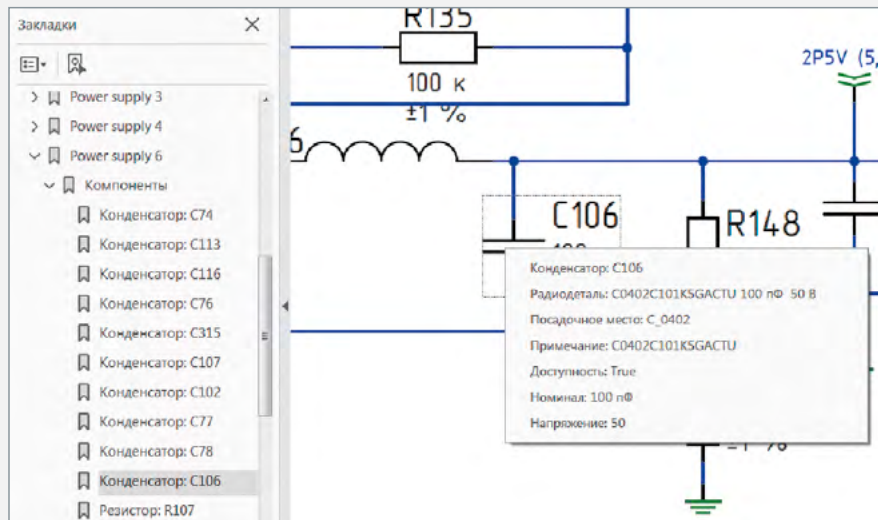 Закладки
Power supply 3
Power supply 4
Power supply 6
Компоненты
Конденсатор: C74
Конденсатор: C113
Конденсатор: C116
Конденсатор: C76
Конденсатор: C315
Конденсатор: C107
Конденсатор: C102
Конденсатор: C77
Конденсатор: C78
Конденсатор: C106
Резистор: R107
R135
100 к
±1 %
2P5V (5,
6
C106
R148
Конденсатор: C106
Радиодеталь: C0402C101K5GACTU 100 пФ 50 В
Посадочное место: C_0402
Примечание: C0402C101K5GACTU
Доступность: True
Номинал: 100 пФ
Напряжение: 50
±1 %